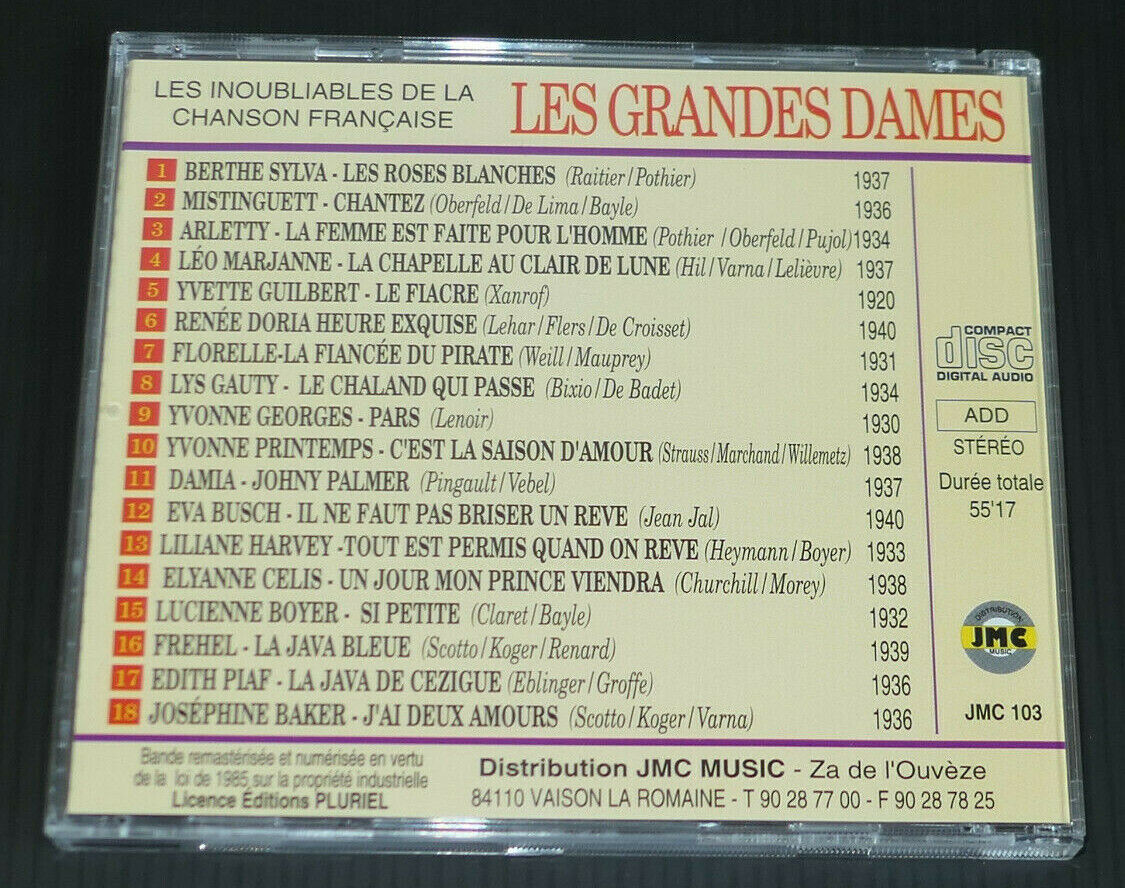 LES INOUBLIABLES DE LA
CHANSON FRANÇAISE
LES GRANDES DAMES
1 BERTHE SYLVA - LES ROSES BLANCHES (Raitier/Pothier) 1937
2 MISTINGUETT - CHANTEZ (Oberfeld/De Lima/Bayle) 1936
3 ARLETTY - LA FEMME EST FAITE POUR L'HOMME (Pothier /Oberfeld/Pujol) 1934
4 LÉO MARJANNE - LA CHAPELLE AU CLAIR DE LUNE (Hil/Varna/Lelièvre) 1937
5 YVETTE GUILBERT - LE FIACRE (Xanrof) 1920
6 RENÉE DORIA HEURE EXQUISE (Lehar/Flers/De Croisset) 1940
7 FLORELLE-LA FIANCÉE DU PIRATE (Weill/Mauprey) 1931
8 LYS GAUTY - LE CHALAND QUI PASSE (Bixio/De Badet) 1934
9 YVONNE GEORGES - PARS (Lenoir) 1930
10 YVONNE PRINTEMPS - C'EST LA SAISON D'AMOUR (Strauss/Marchand/Willemetz) 1938
11 DAMIA - JOHNY PALMER (Pingault/Vebel) 1937
12 EVA BUSCH - IL NE FAUT PAS BRISER UN REVE (Jean Jal) 1940
13 LILIANE HARVEY -TOUT EST PERMIS QUAND ON REVE (Heymann/Boyer) 1933
14 ELYANNE CELIS - UN JOUR MON PRINCE VIENDRA (Churchill/Morey) 1938
15 LUCIENNE BOYER - SI PETITE (Claret/Bayle) 1932
16 FREHEL - LA JAVA BLEUE (Scotto/Koger/Renard) 1939
17 EDITH PIAF - LA JAVA DE CEZIGUE (Eblinger/Groffe) 1936
18 JOSÉPHINE BAKER - J'AI DEUX AMOURS (Scotto/Koger/Varna) 1936
COMPACT
disc
DIGITAL AUDIO
ADD
STÉRÉO
Durée totale
55'17
DISTRIBUTION
JMC
MUSIC
JMC 103
Bande remastérisée et numérisée en vertu
de la loi de 1985 sur la propriété industrielle
Licence Éditions PLURIEL
Distribution JMC MUSIC - Za de l'Ouvèze
84110 VAISON LA ROMAINE - T 90 28 77 00 - F 90 28 78 25